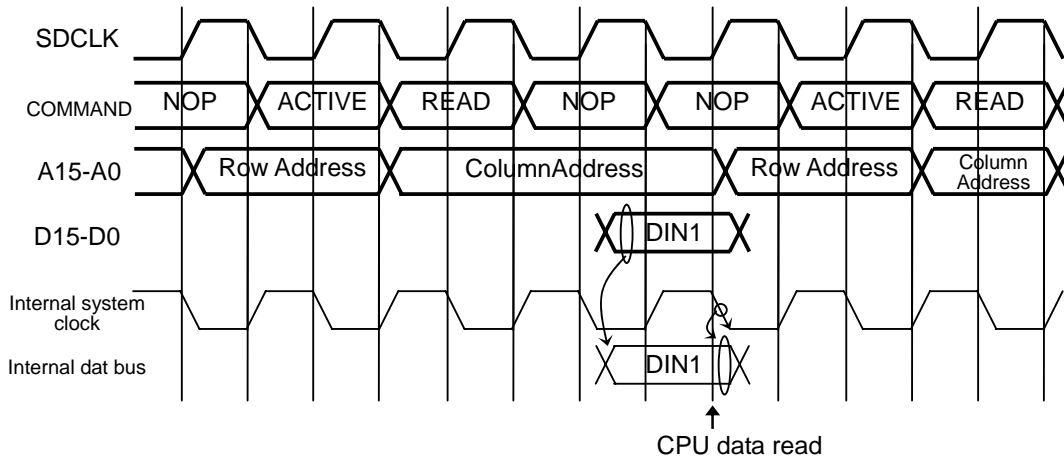 SDCLK
COMMAND NOP ACTIVE READ NOP NOP ACTIVE READ
A15-A0 Row Address ColumnAddress Row Address Column
Address
D15-D0 DIN1
Internal system
clock
Internal dat bus DIN1
CPU data read